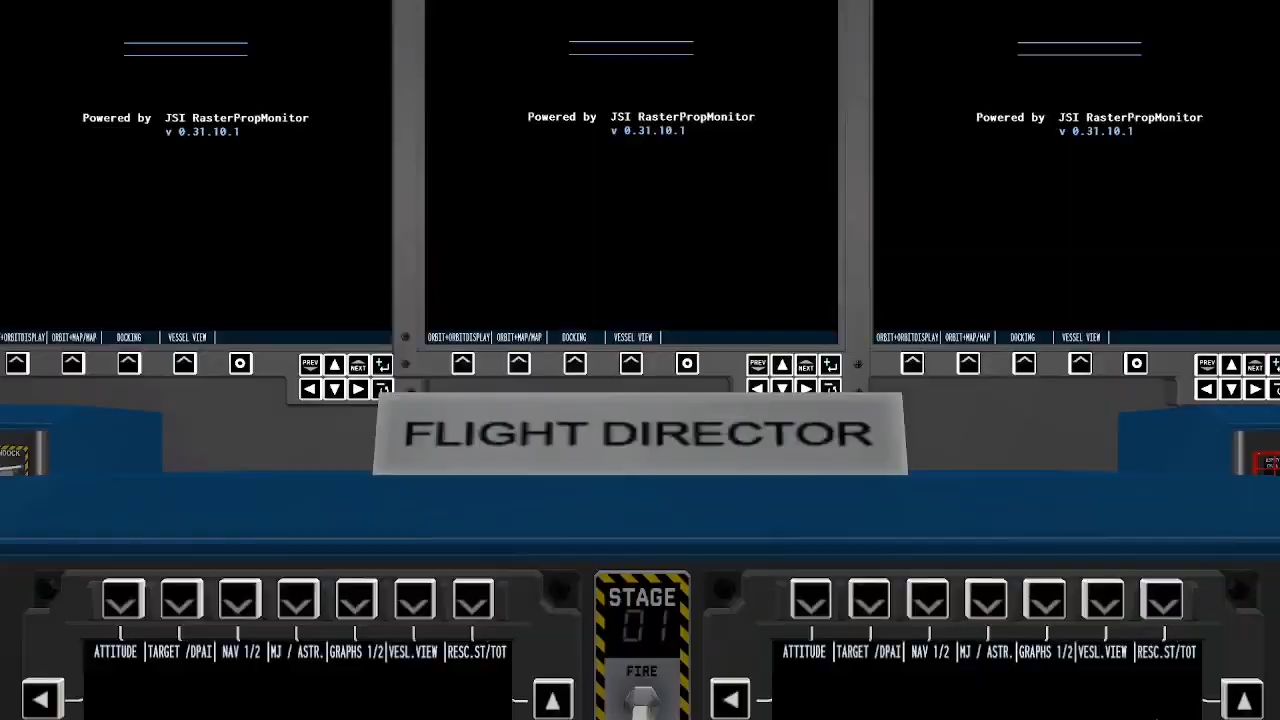 Powered by JSI RasterPropMonitor
v 0.31.10.1
Powered by JSI RasterPropMonitor
v 0.31.10.1
Powered by JSI RasterPropMonitor
v 0.31.10.1
+ORBITDISPLAY| ORBIT+MAP/MAP | DOCKING | VESSEL VIEW |
ORBIT+ORBITDISPLAY| ORBIT+MAP/MAP | DOCKING | VESSEL VIEW |
ORBIT+ORBITDISPLAY| ORBIT+MAP/MAP | DOCKING | VESSEL VIEW |
PREV NEXT
PREV NEXT
PREV NEXT
FLIGHT DIRECTOR
STAGE
01
FIRE
ATTITUDE |TARGET /DPAI| NAV 1/2 |MJ / ASTR.|GRAPHS 1/2|VESL.VIEW |RESC.ST/TOT
ATTITUDE |TARGET /DPAI| NAV 1/2 |MJ / ASTR.|GRAPHS 1/2|VESL.VIEW |RESC.ST/TOT